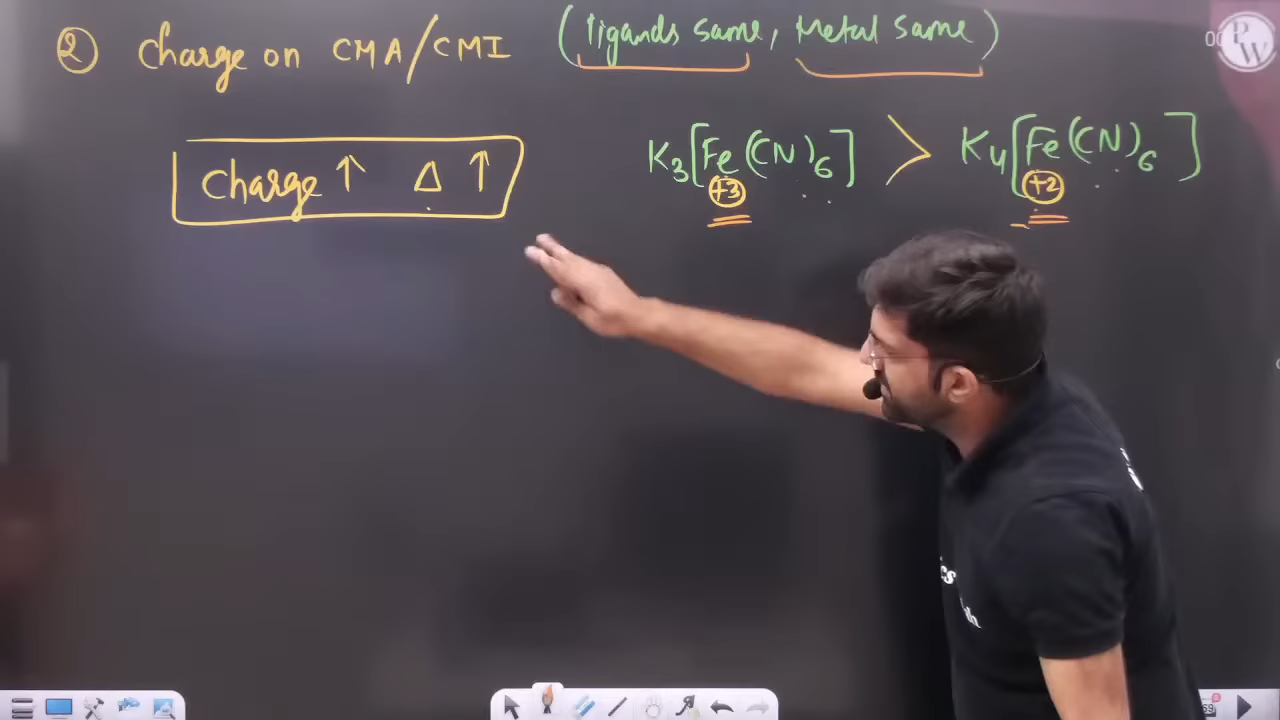 ② Charge on CMA/CMI (ligands same, Metal same)
Charge ↑ Δ ↑
K3[Fe(CN)6] > K4[Fe(CN)6]
+3 +2
PW